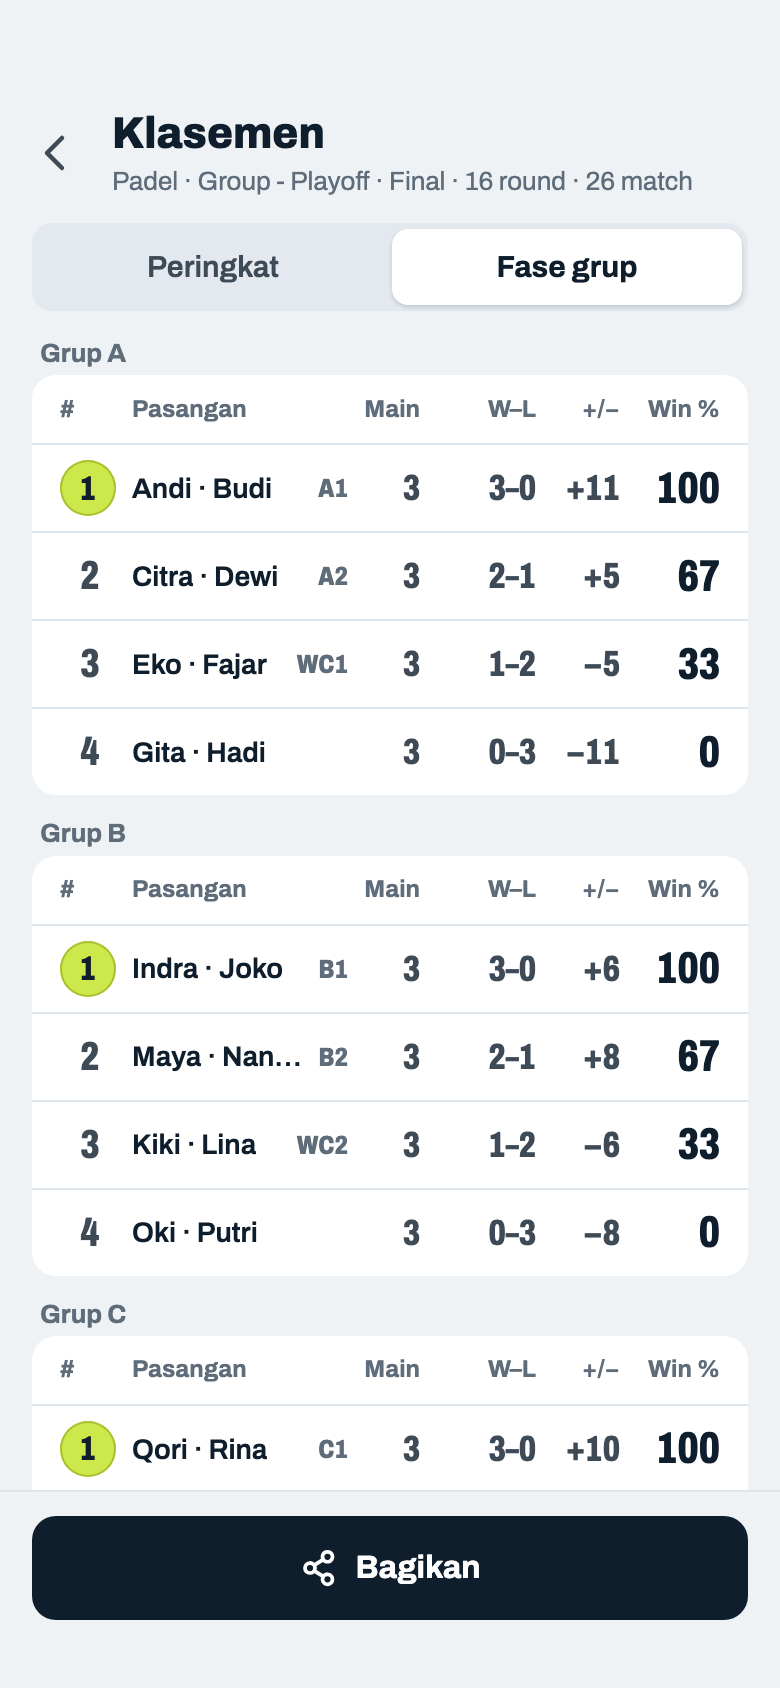 Klasemen
Padel · Group - Playoff · Final · 16 round · 26 match
Peringkat Fase grup
Grup A
# Pasangan Main W–L +/− Win %
1 Andi · Budi A1 3 3–0 +11 100
2 Citra · Dewi A2 3 2–1 +5 67
3 Eko · Fajar WC1 3 1–2 −5 33
4 Gita · Hadi 3 0–3 −11 0
Grup B
# Pasangan Main W–L +/− Win %
1 Indra · Joko B1 3 3–0 +6 100
2 Maya · Nan... B2 3 2–1 +8 67
3 Kiki · Lina WC2 3 1–2 −6 33
4 Oki · Putri 3 0–3 −8 0
Grup C
# Pasangan Main W–L +/− Win %
1 Qori · Rina C1 3 3–0 +10 100
Bagikan